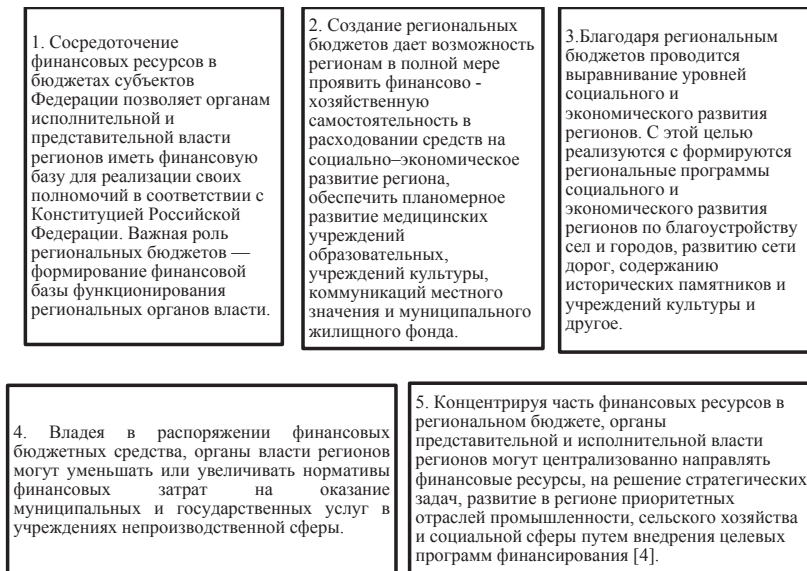 1. Сосредоточение
финансовых ресурсов в
бюджетах субъектов
Федерации позволяет органам
исполнительной и
представительной власти
регионов иметь финансовую
базу для реализации своих
полномочий в соответствии с
Конституцией Российской
Федерации. Важная роль
региональных бюджетов —
формирование финансовой
базы функционирования
региональных органов власти.
2. Создание региональных
бюджетов дает возможность
регионам в полной мере
проявить финансово -
хозяйственную
самостоятельность в
расходовании средств на
социально–экономическое
развитие региона,
обеспечить планомерное
развитие медицинских
учреждений
образовательных,
учреждений культуры,
коммуникаций местного
значения и муниципального
жилищного фонда.
3.Благодаря региональным
бюджетов проводится
выравнивание уровней
социального и
экономического развития
регионов. С этой целью
реализуются с формируются
региональные программы
социального и
экономического развития
регионов по благоустройству
сел и городов, развитию сети
дорог, содержанию
исторических памятников и
учреждений культуры и
другое.
4. Владея в распоряжении финансовых
бюджетных средства, органы власти регионов
могут уменьшать или увеличивать нормативы
финансовых затрат на оказание
муниципальных и государственных услуг в
учреждениях непроизводственной сферы.
5. Концентрируя часть финансовых ресурсов в
региональном бюджете, органы
представительной и исполнительной власти
регионов могут централизованно направлять
финансовые ресурсы, на решение стратегических
задач, развитие в регионе приоритетных
отраслей промышленности, сельского хозяйства
и социальной сферы путем внедрения целевых
программ финансирования [4].